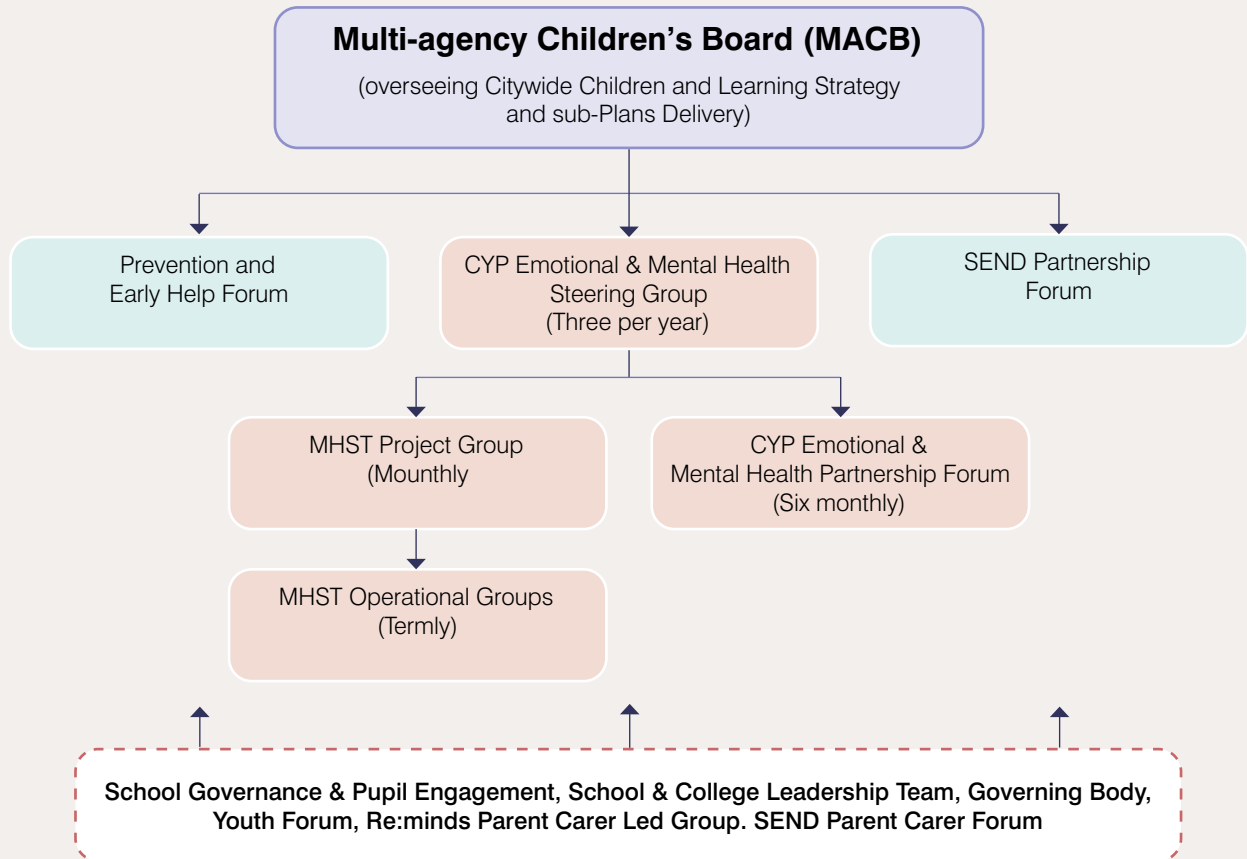 Multi-agency Children’s Board (MACB)
(overseeing Citywide Children and Learning Strategy
and sub-Plans Delivery)
Prevention and
Early Help Forum
CYP Emotional & Mental Health
Steering Group
(Three per year)
SEND Partnership
Forum
MHST Project Group
(Mounthly
CYP Emotional &
Mental Health Partnership Forum
(Six monthly)
MHST Operational Groups
(Termly)
School Governance & Pupil Engagement, School & College Leadership Team, Governing Body,
Youth Forum, Re:minds Parent Carer Led Group. SEND Parent Carer Forum